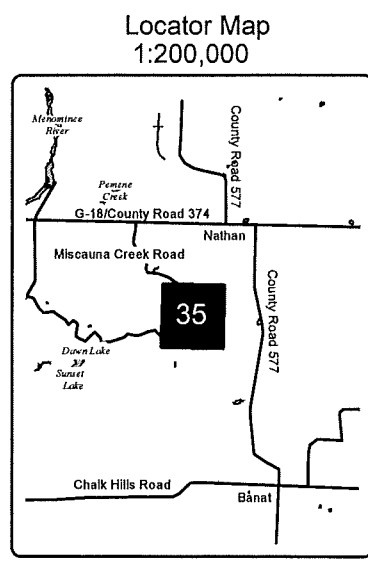 Locator Map
1:200,000
Menominee
River
County Road 577
Pemene
Creek
G-18/County Road 374
Nathan
Miscauna Creek Road
County Road 577
35
Dawn Lake
Sunset
Lake
Chalk Hills Road
Banat